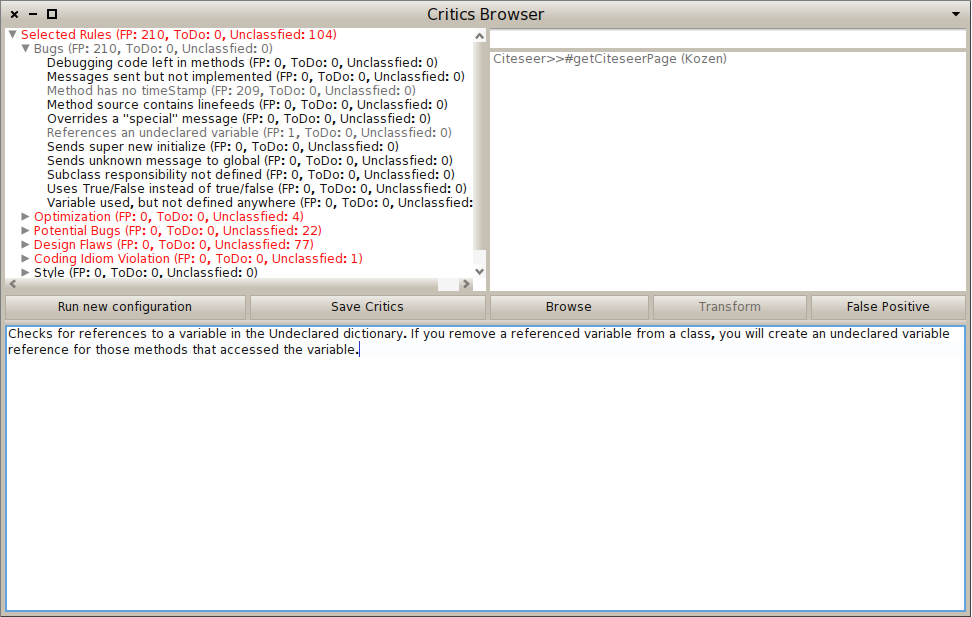 Critics Browser
Selected Rules (FP: 210, ToDo: 0, Unclassfied: 104)
Bugs (FP: 210, ToDo: 0, Unclassfied: 0)
Debugging code left in methods (FP: 0, ToDo: 0, Unclassfied: 0)
Messages sent but not implemented (FP: 0, ToDo: 0, Unclassfied: 0)
Method has no timeStamp (FP: 209, ToDo: 0, Unclassfied: 0)
Method source contains linefeeds (FP: 0, ToDo: 0, Unclassfied: 0)
Overrides a "special" message (FP: 0, ToDo: 0, Unclassfied: 0)
References an undeclared variable (FP: 1, ToDo: 0, Unclassfied: 0)
Sends super new initialize (FP: 0, ToDo: 0, Unclassfied: 0)
Sends unknown message to global (FP: 0, ToDo: 0, Unclassfied: 0)
Subclass responsibility not defined (FP: 0, ToDo: 0, Unclassfied: 0)
Uses True/False instead of true/false (FP: 0, ToDo: 0, Unclassfied: 0)
Variable used, but not defined anywhere (FP: 0, ToDo: 0, Unclassfied:
Optimization (FP: 0, ToDo: 0, Unclassfied: 4)
Potential Bugs (FP: 0, ToDo: 0, Unclassfied: 22)
Design Flaws (FP: 0, ToDo: 0, Unclassfied: 77)
Coding Idiom Violation (FP: 0, ToDo: 0, Unclassfied: 1)
Style (FP: 0, ToDo: 0, Unclassfied: 0)
Citeseer>>#getCiteseerPage (Kozen)
Run new configuration
Save Critics
Browse
Transform
False Positive
Checks for references to a variable in the Undeclared dictionary. If you remove a referenced variable from a class, you will create an undeclared variable
reference for those methods that accessed the variable.